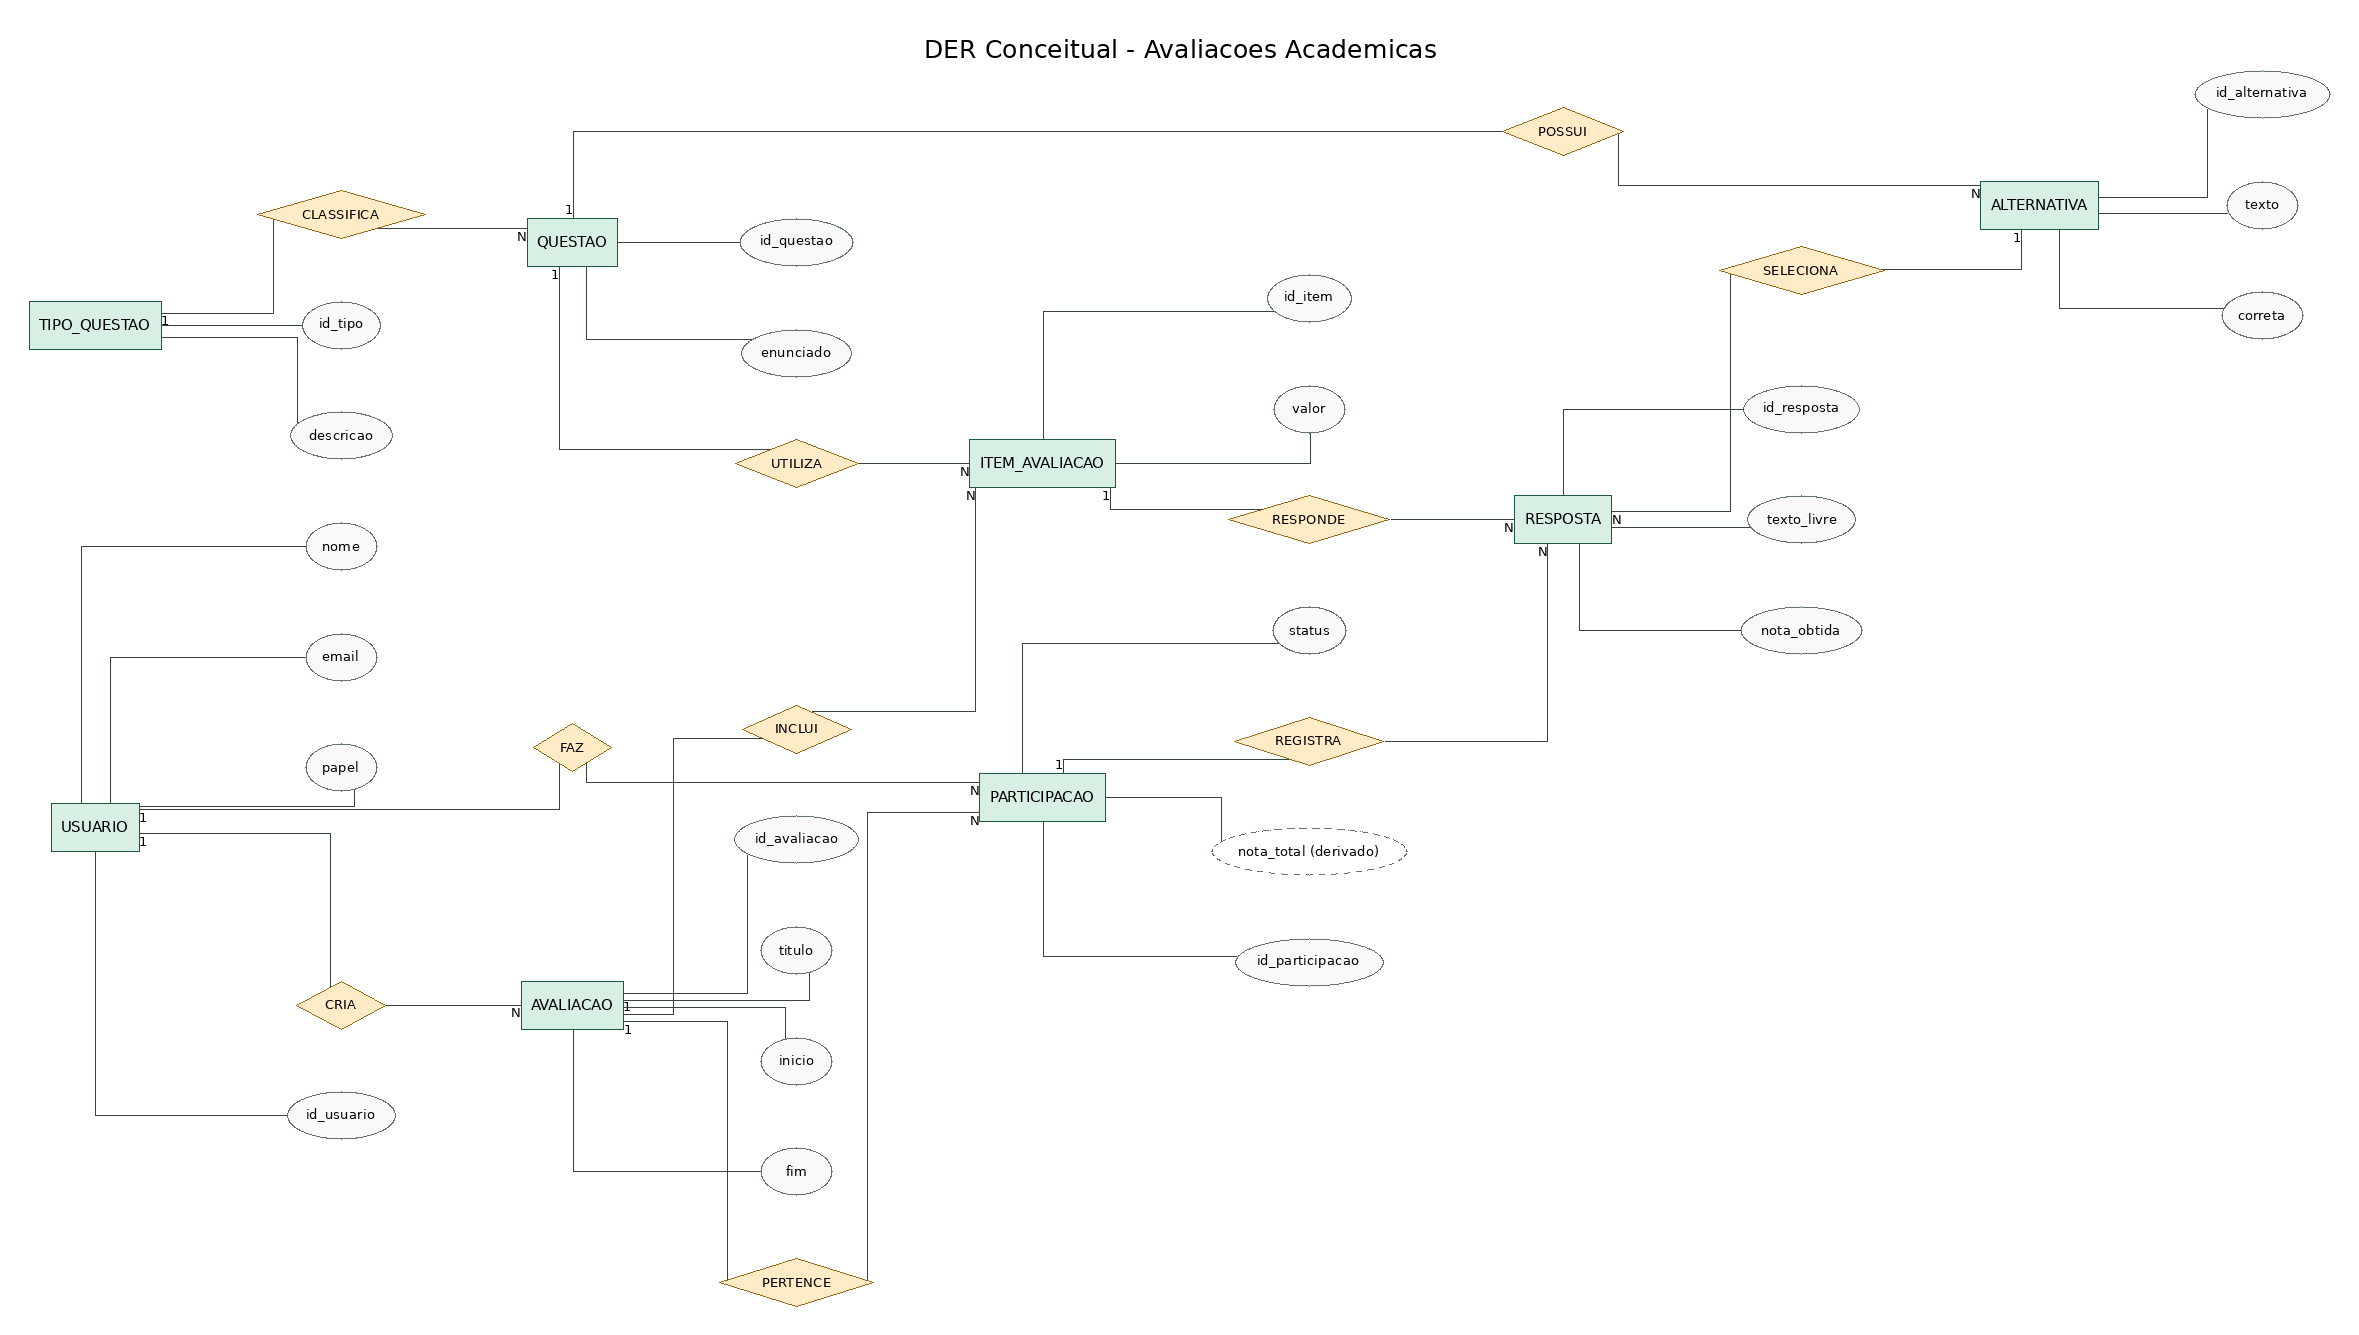 DER Conceitual - Avaliacoes Academicas
id_alternativa
POSSUI
1
N
ALTERNATIVA
texto
CLASSIFICA
N
QUESTAO
id_questao
1
1
SELECIONA
id_item
correta
TIPO_QUESTAO
1
id_tipo
enunciado
valor
id_resposta
descricao
UTILIZA
N
ITEM_AVALIACAO
N
1
RESPONDE
N
RESPOSTA
N
texto_livre
N
nome
status
nota_obtida
email
INCLUI
REGISTRA
FAZ
papel
1
N
PARTICIPACAO
N
USUARIO
1
1
id_avaliacao
nota_total (derivado)
titulo
id_participacao
CRIA
N
AVALIACAO
1
1
inicio
id_usuario
fim
PERTENCE